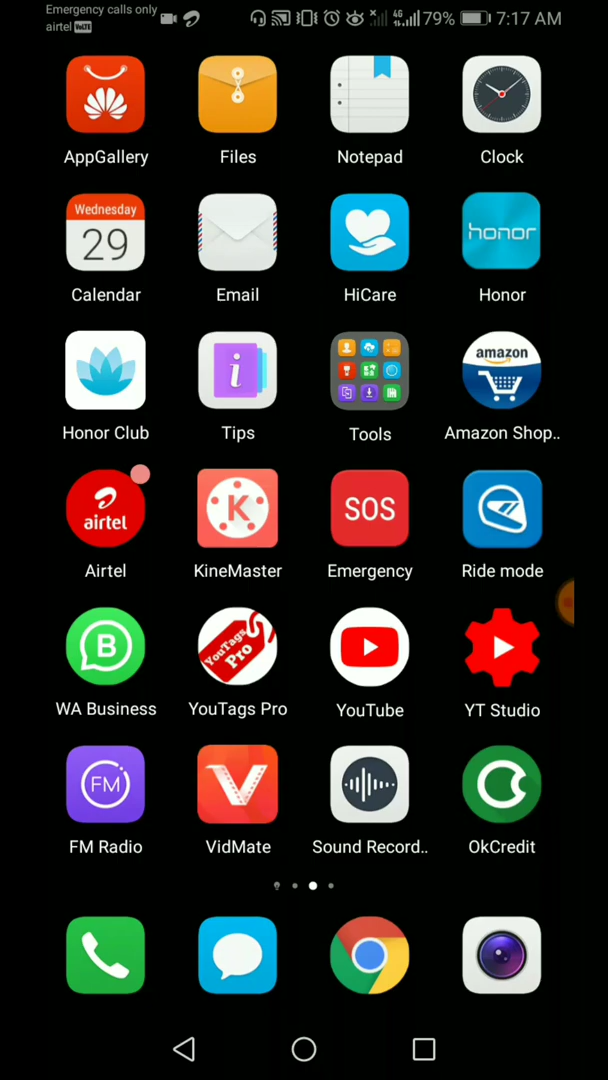 Emergency calls only
airtel VoLTE
4G 79% 7:17 AM
AppGallery Files Notepad Clock
Wednesday
29
honor
Calendar Email HiCare Honor
i
amazon
Honor Club Tips Tools Amazon Shop..
airtel
K
SOS
Airtel KineMaster Emergency Ride mode
B
YouTags
Pro
WA Business YouTags Pro YouTube YT Studio
FM
FM Radio VidMate Sound Record.. OkCredit